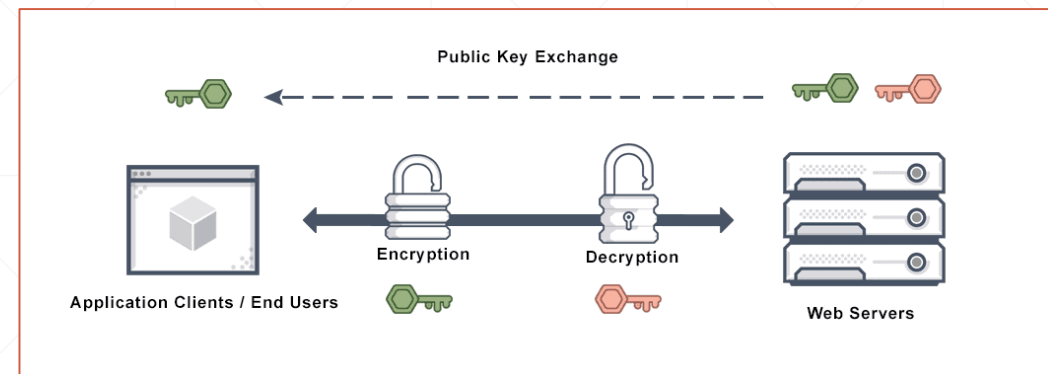 Public Key Exchange
Encryption
Decryption
Application Clients / End Users
Web Servers